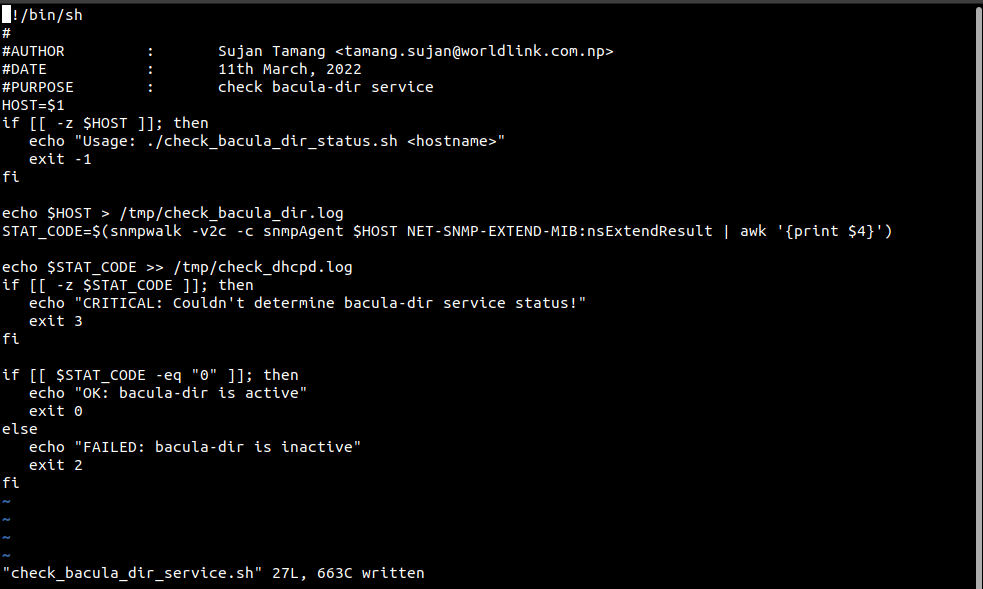 #!/bin/sh
#
#AUTHOR : Sujan Tamang <tamang.sujan@worldlink.com.np>
#DATE : 11th March, 2022
#PURPOSE : check bacula-dir service
HOST=$1
if [[ -z $HOST ]]; then
echo "Usage: ./check_bacula_dir_status.sh <hostname>"
exit -1
fi
echo $HOST > /tmp/check_bacula_dir.log
STAT_CODE=$(snmpwalk -v2c -c snmpAgent $HOST NET-SNMP-EXTEND-MIB:nsExtendResult | awk '{print $4}')
echo $STAT_CODE >> /tmp/check_dhcpd.log
if [[ -z $STAT_CODE ]]; then
echo "CRITICAL: Couldn't determine bacula-dir service status!"
exit 3
fi
if [[ $STAT_CODE -eq "0" ]]; then
echo "OK: bacula-dir is active"
exit 0
else
echo "FAILED: bacula-dir is inactive"
exit 2
fi
~
~
~
~
"check_bacula_dir_service.sh" 27L, 663C written